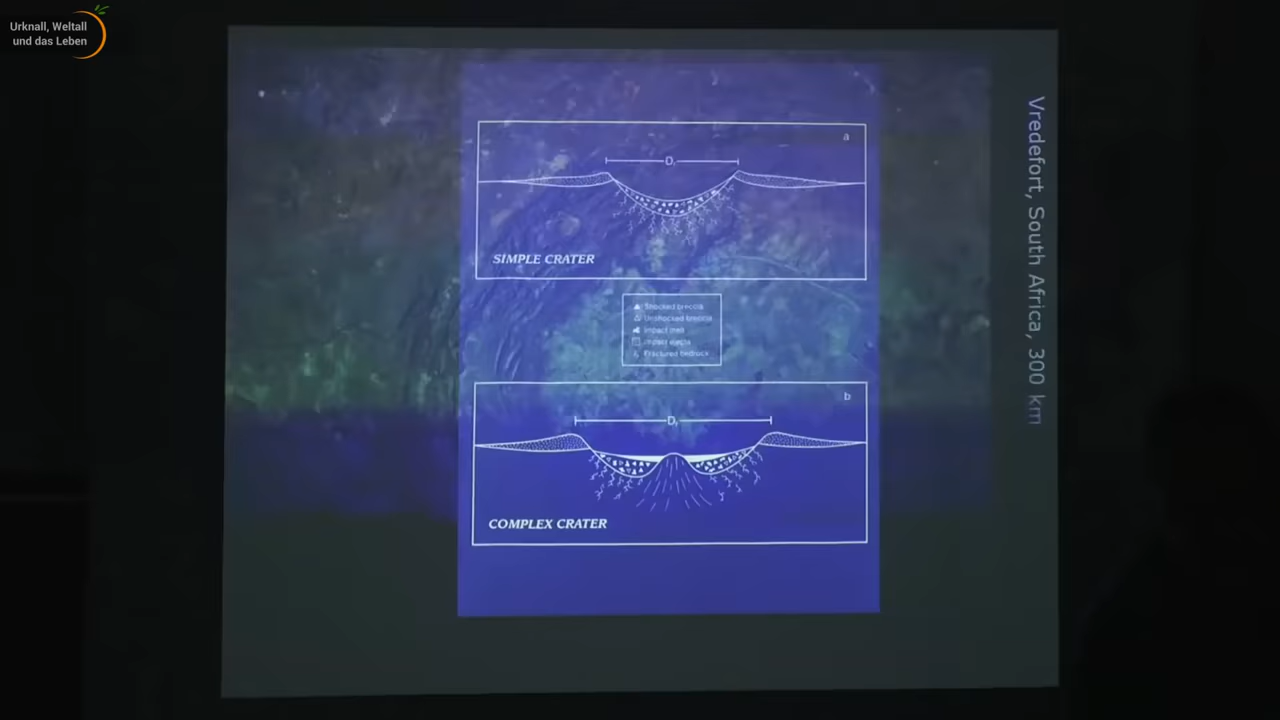 Urknall, Weltall
und das Leben
a
D
SIMPLE CRATER
Shocked breccia
Unshocked breccia
Impact melt
Impact ejecta
Fractured bedrock
b
D
COMPLEX CRATER
Vredefort, South Africa, 300 km